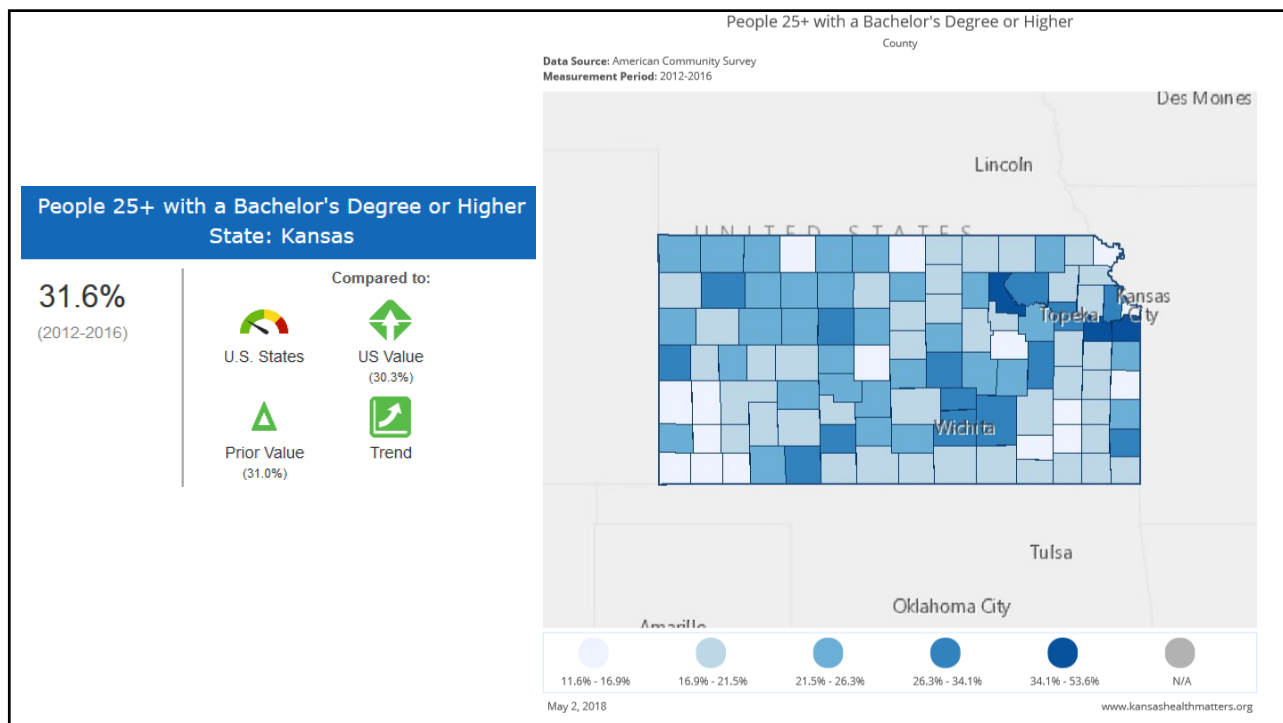 People 25+ with a Bachelor's Degree or Higher
County
Data Source: American Community Survey
Measurement Period: 2012-2016
Des Moines
Lincoln
UNITED STATES
Kansas
City
Topeka
Wichita
Tulsa
Oklahoma City
Amarillo
People 25+ with a Bachelor's Degree or Higher
State: Kansas
31.6%
(2012-2016)
Compared to:
U.S. States
US Value
(30.3%)
Prior Value
(31.0%)
Trend
11.6% - 16.9%
16.9% - 21.5%
21.5% - 26.3%
26.3% - 34.1%
34.1% - 53.6%
N/A
May 2, 2018
www.kansashealthmatters.org